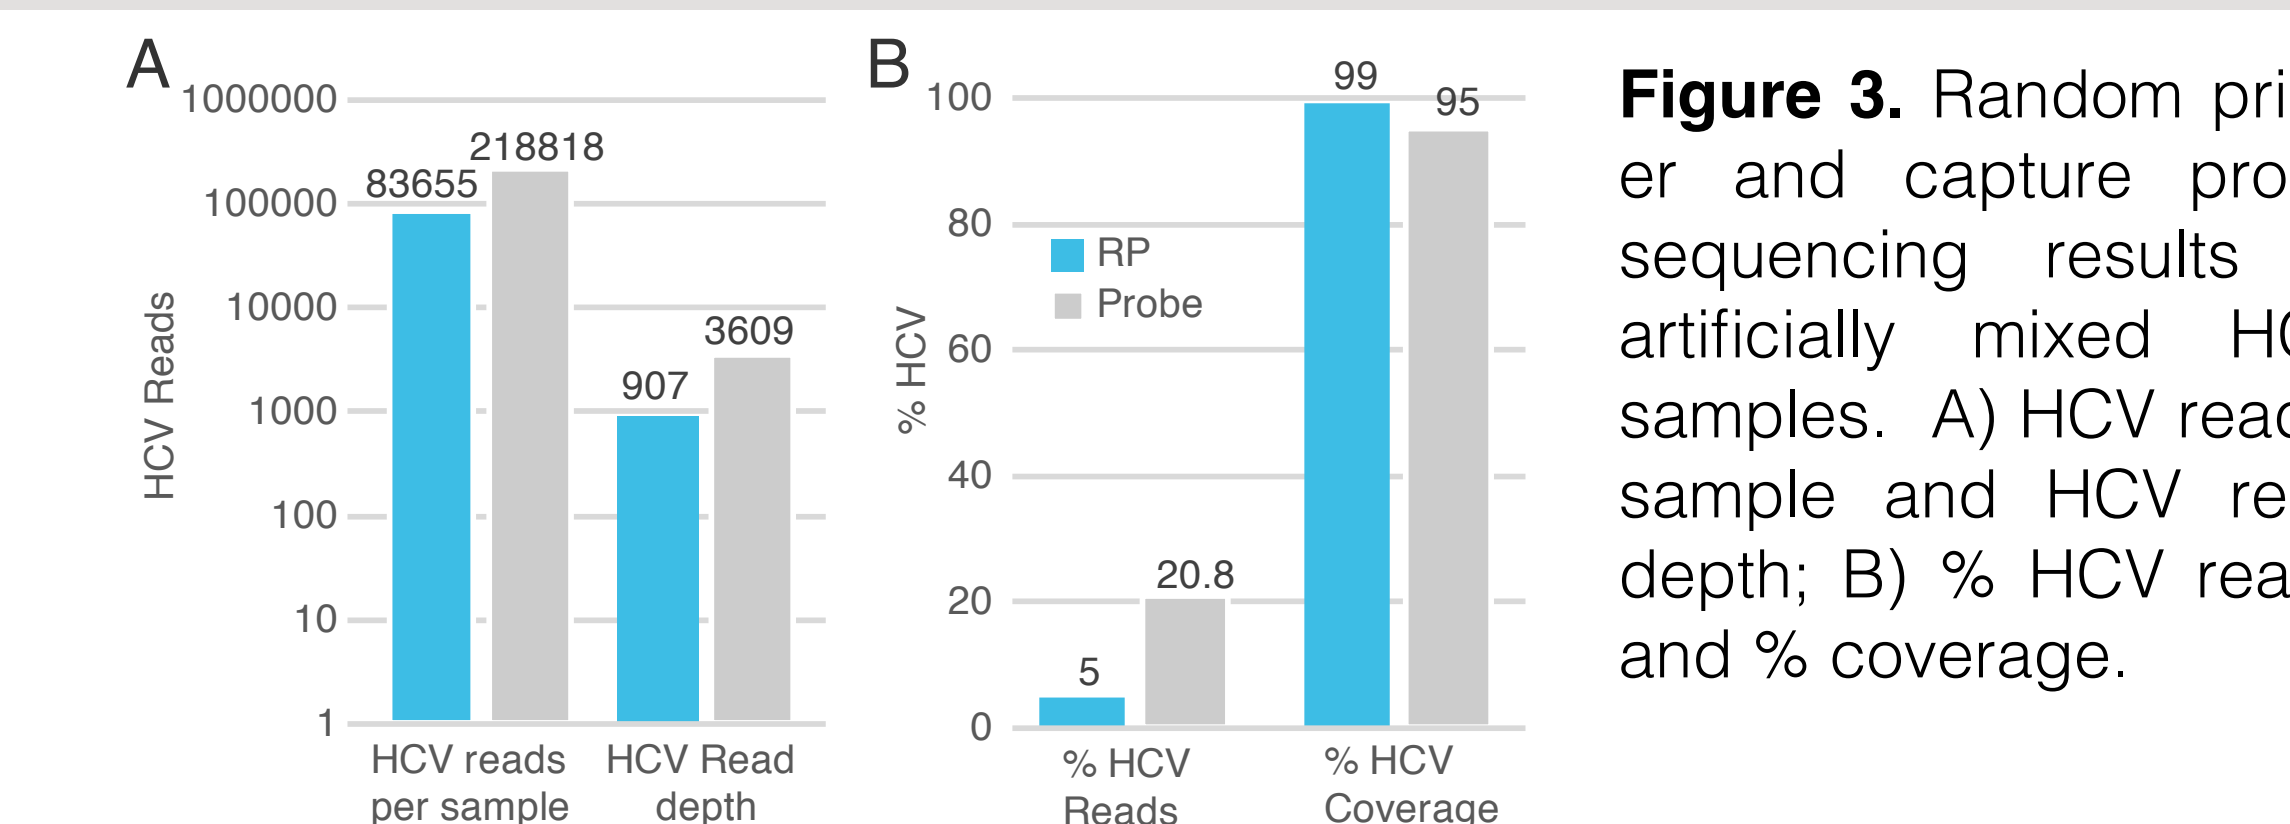 A
1000000
100000
10000
1000
100
10
1
HCV Reads
83655
218818
907
3609
HCV reads
per sample
HCV Read
depth
B
100
80
60
40
20
0
% HCV
RP
Probe
5
20.8
99
95
% HCV
Reads
% HCV
Coverage
Figure 3. Random pri
er and capture pro
sequencing results
artificially mixed HC
samples. A) HCV read
sample and HCV re
depth; B) % HCV rea
and % coverage.